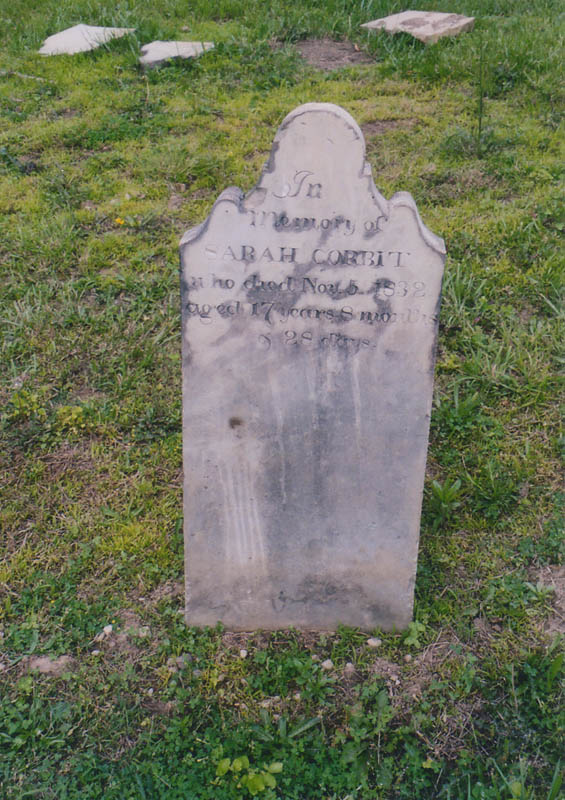 In
Memory of
SARAH CORBIT
who died Nov. 5. 1832
aged 17 years 8 months
& 28 days.